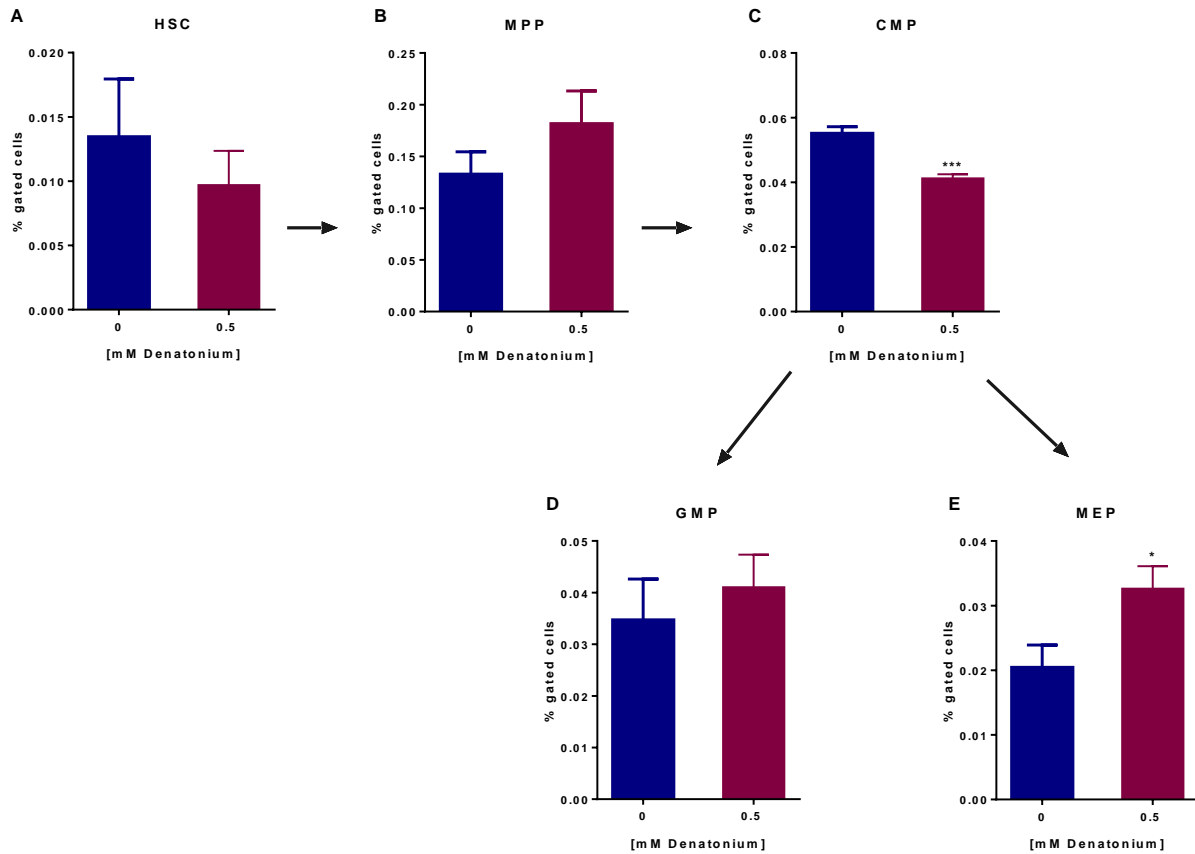 A
HSC
% gated cells
0.020
0.015
0.010
0.005
0.000
0
0.5
[mM Denatonium]
B
MPP
% gated cells
0.25
0.20
0.15
0.10
0.05
0.00
0
0.5
[mM Denatonium]
C
CMP
% gated cells
0.08
0.06
0.04
0.02
0.00
***
0
0.5
[mM Denatonium]
D
GMP
% gated cells
0.05
0.04
0.03
0.02
0.01
0.00
0
0.5
[mM Denatonium]
E
MEP
% gated cells
0.04
0.03
0.02
0.01
0.00
*
0
0.5
[mM Denatonium]